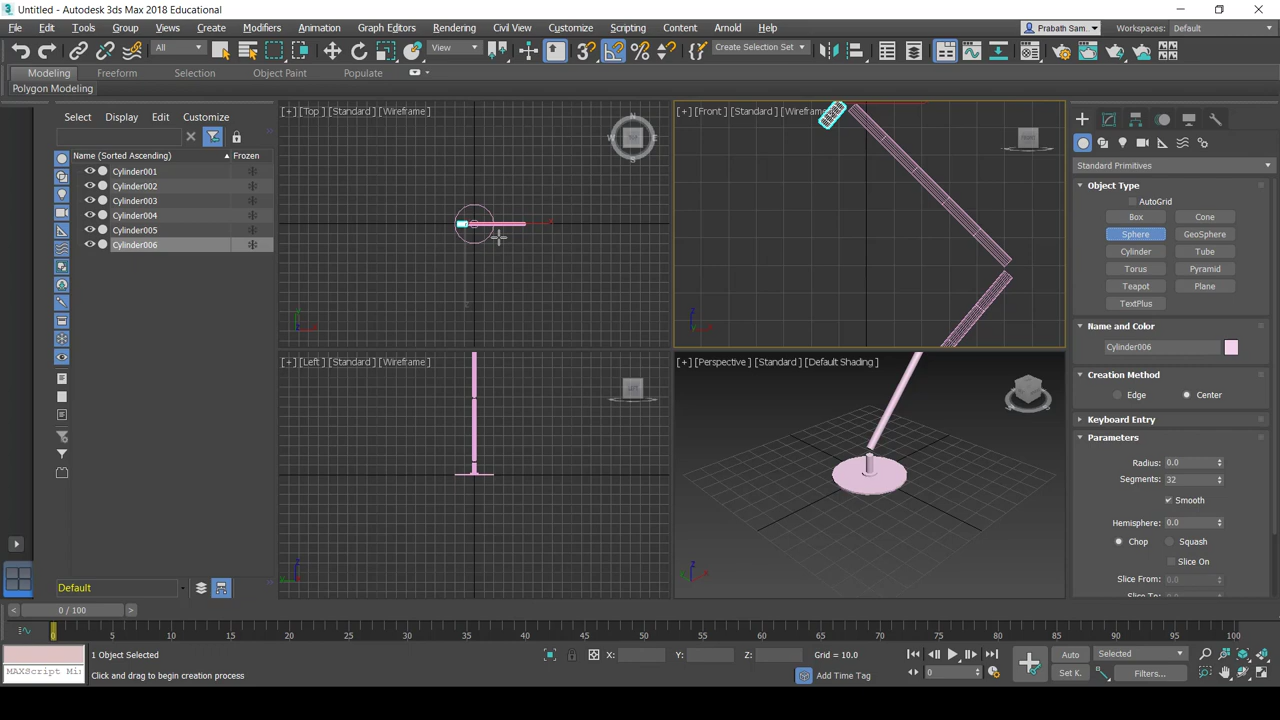 Untitled - Autodesk 3ds Max 2018 Educational
File Edit Tools Group Views Create Modifiers Animation Graph Editors Rendering Civil View Customize Scripting Content Arnold Help Prabath Sam... Workspaces: Default
All View Create Selection Set
Modeling Freeform Selection Object Paint Populate
Polygon Modeling
Select Display Edit Customize
Name (Sorted Ascending) Frozen
Cylinder001
Cylinder002
Cylinder003
Cylinder004
Cylinder005
Cylinder006
Default
[+] [Top ] [Standard ] [Wireframe ]
[+] [Front ] [Standard ] [Wireframe
[+] [Left ] [Standard ] [Wireframe ]
[+] [Perspective ] [Standard ] [Default Shading ]
Standard Primitives
Object Type
AutoGrid
Box Cone
Sphere GeoSphere
Cylinder Tube
Torus Pyramid
Teapot Plane
TextPlus
Name and Color
Cylinder006
Creation Method
Edge Center
Keyboard Entry
Parameters
Radius: 0.0
Segments: 32
Smooth
Hemisphere: 0.0
Chop Squash
Slice On
Slice From: 0.0
0 / 100
0 5 10 15 20 25 30 35 40 45 50 55 60 65 70 75 80 85 90 95 100
1 Object Selected X: Y: Z: Grid = 10.0 Auto Selected
MAXScript Mi Click and drag to begin creation process Add Time Tag 0 Set K. Filters...